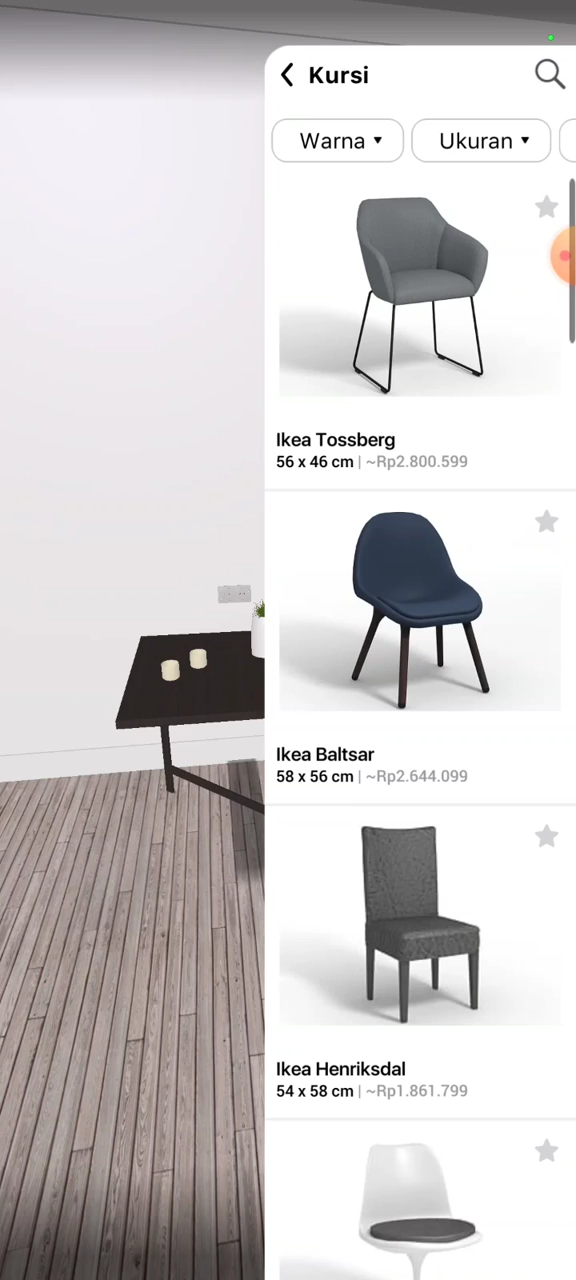 Kursi
Warna ▼
Ukuran ▼
Ikea Tossberg
56 x 46 cm | ~Rp2.800.599
Ikea Baltsar
58 x 56 cm | ~Rp2.644.099
Ikea Henriksdal
54 x 58 cm | ~Rp1.861.799